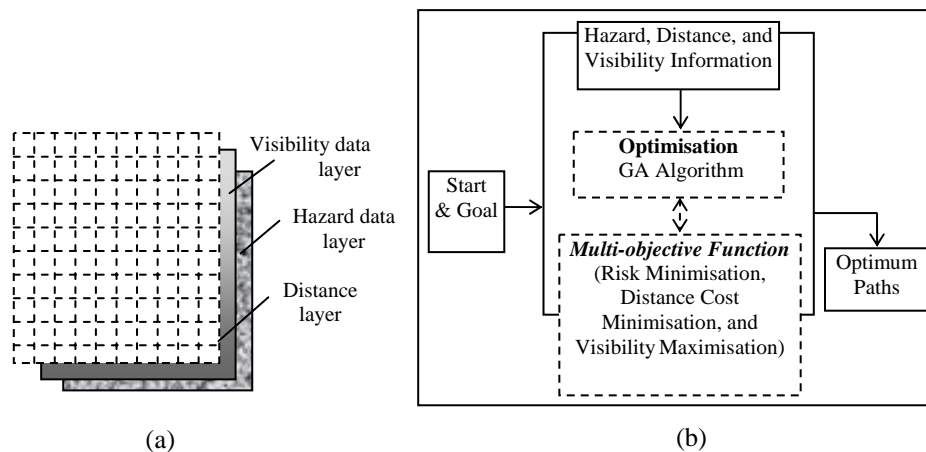 Visibility data
layer
Hazard data
layer
Distance
layer
(a)
Hazard, Distance, and
Visibility Information
Optimisation
GA Algorithm
Start
& Goal
Multi-objective Function
(Risk Minimisation,
Distance Cost
Minimisation, and
Visibility Maximisation)
Optimum
Paths
(b)